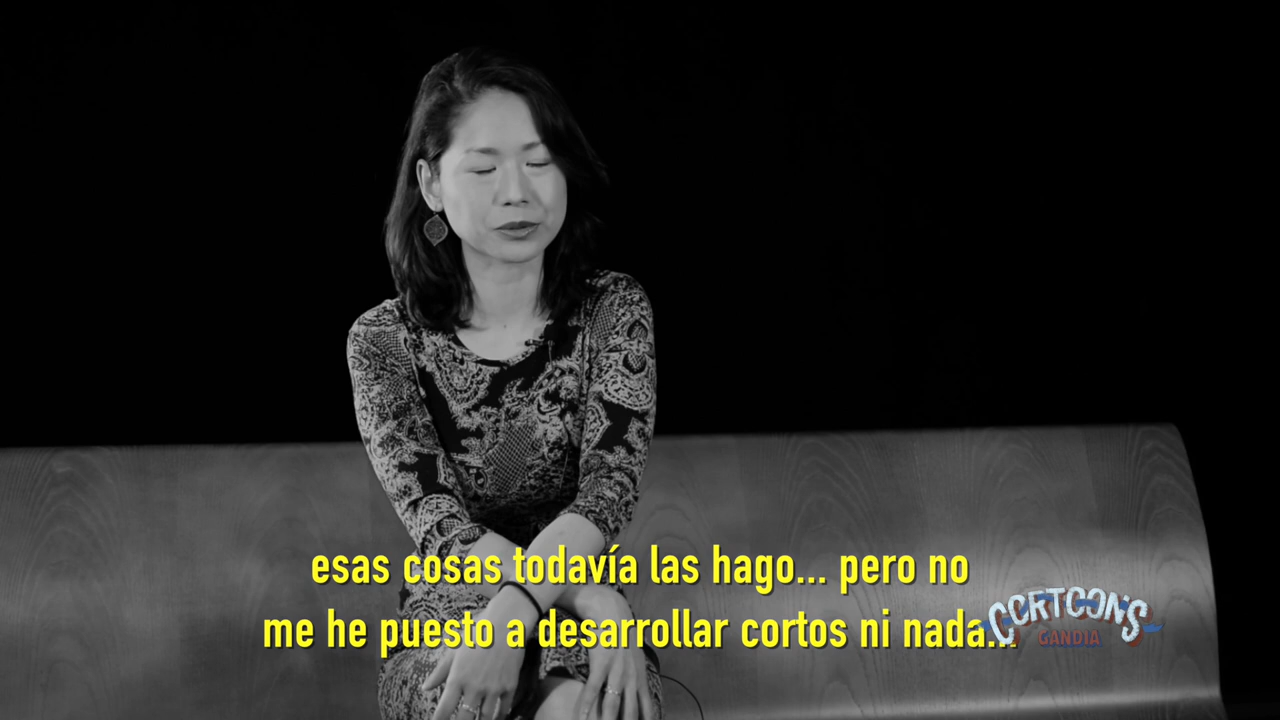 esas cosas todavía las hago... pero no
me he puesto a desarrollar cortos ni nada...
CORTOONS
GANDIA